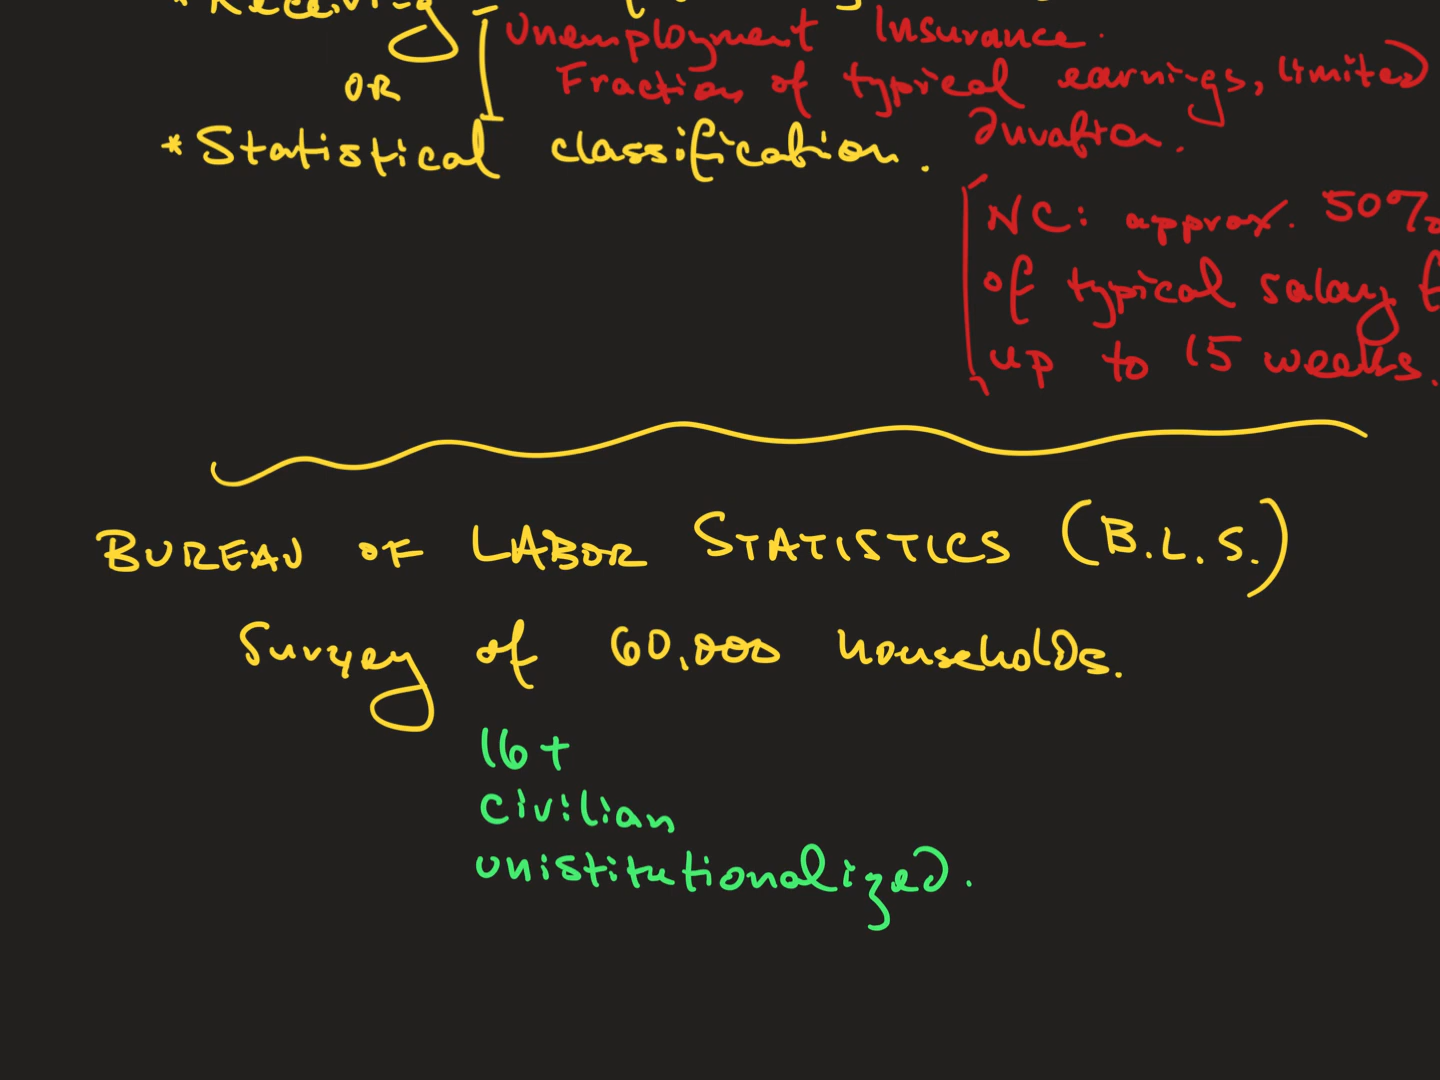 * Receiving
Unemployment Insurance.
OR
Fraction of typical earnings, limited
duration.
* Statistical classification.
NC: approx. 50%
of typical salary f
up to 15 weeks.
BUREAU OF LABOR STATISTICS (B.L.S.)
Survey of 60,000 households.
16+
civilian
unistitutionalized.